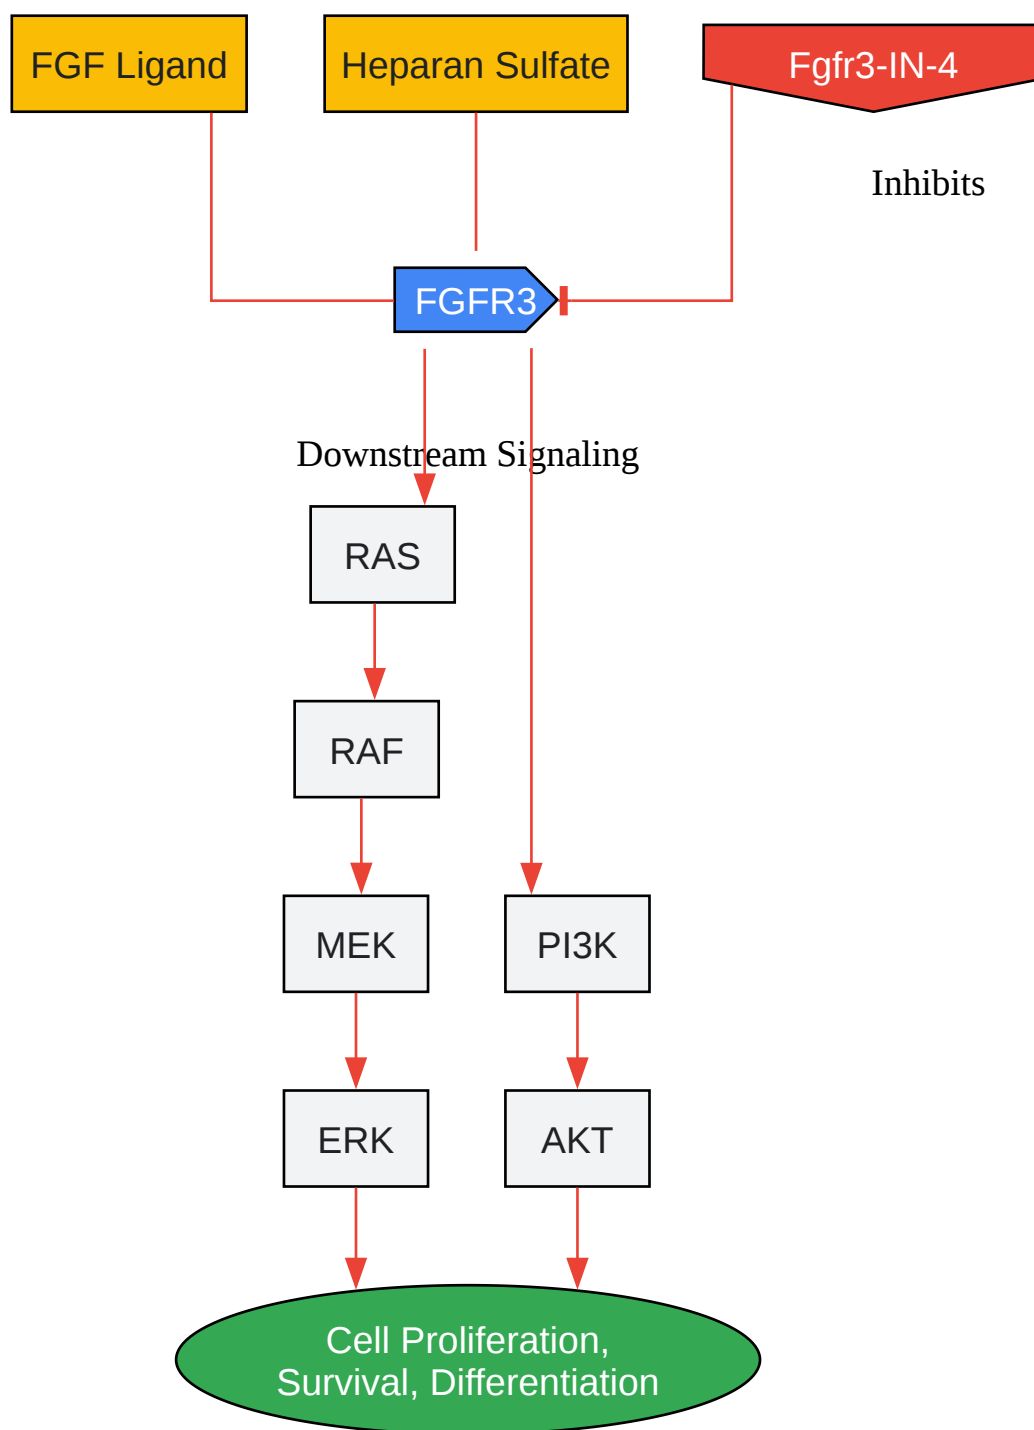 FGF Ligand
Heparan Sulfate
Fgfr3-IN-4
Inhibits
FGFR3
Downstream Signaling
RAS
RAF
MEK
PI3K
ERK
AKT
Cell Proliferation,
Survival, Differentiation